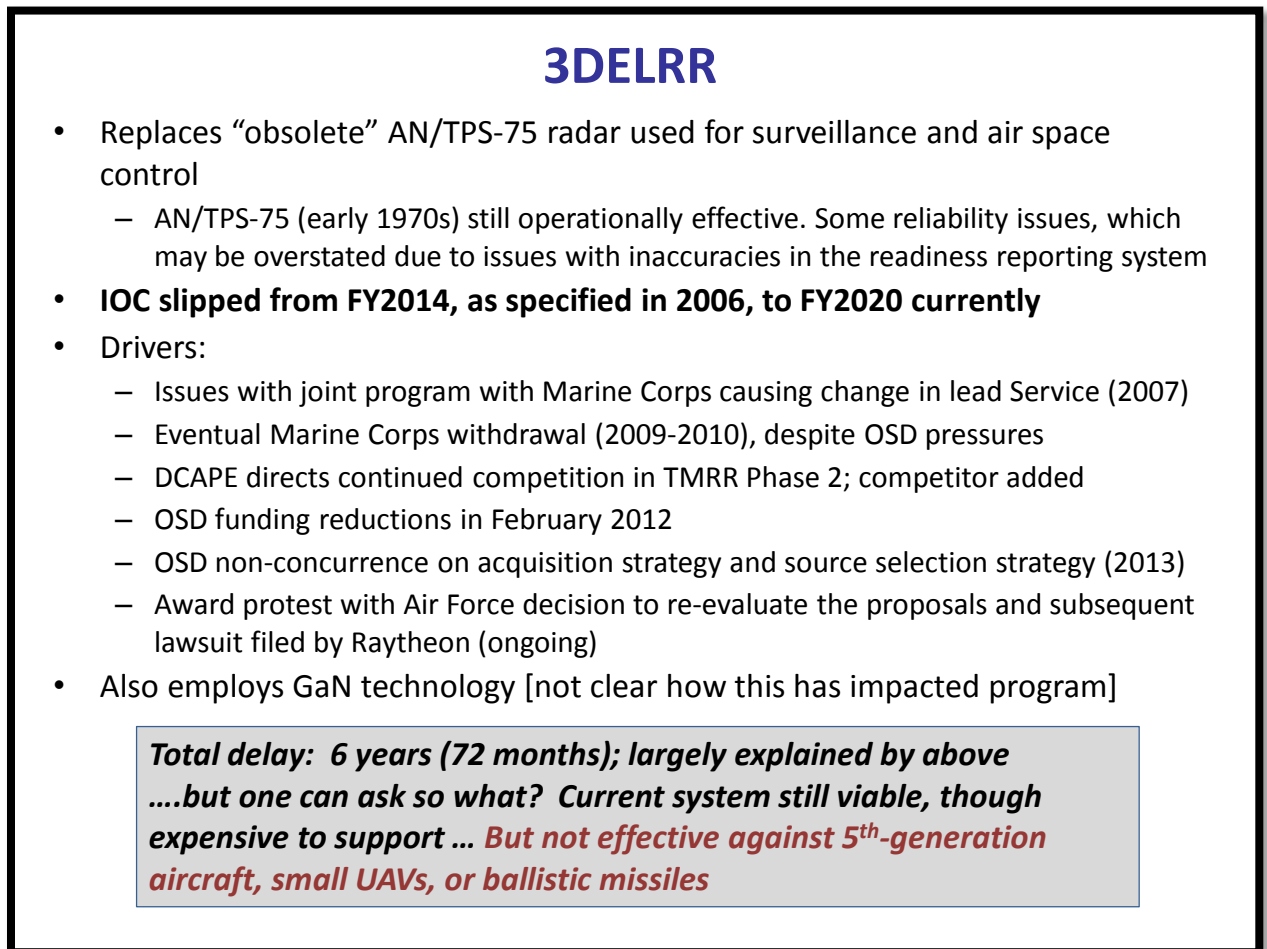 3DELRR
• Replaces “obsolete” AN/TPS-75 radar used for surveillance and air space
control
– AN/TPS-75 (early 1970s) still operationally effective. Some reliability issues, which
may be overstated due to issues with inaccuracies in the readiness reporting system
• IOC slipped from FY2014, as specified in 2006, to FY2020 currently
• Drivers:
– Issues with joint program with Marine Corps causing change in lead Service (2007)
– Eventual Marine Corps withdrawal (2009-2010), despite OSD pressures
– DCAPE directs continued competition in TMRR Phase 2; competitor added
– OSD funding reductions in February 2012
– OSD non-concurrence on acquisition strategy and source selection strategy (2013)
– Award protest with Air Force decision to re-evaluate the proposals and subsequent
lawsuit filed by Raytheon (ongoing)
• Also employs GaN technology [not clear how this has impacted program]
Total delay: 6 years (72 months); largely explained by above
….but one can ask so what? Current system still viable, though
expensive to support … But not effective against 5th-generation
aircraft, small UAVs, or ballistic missiles